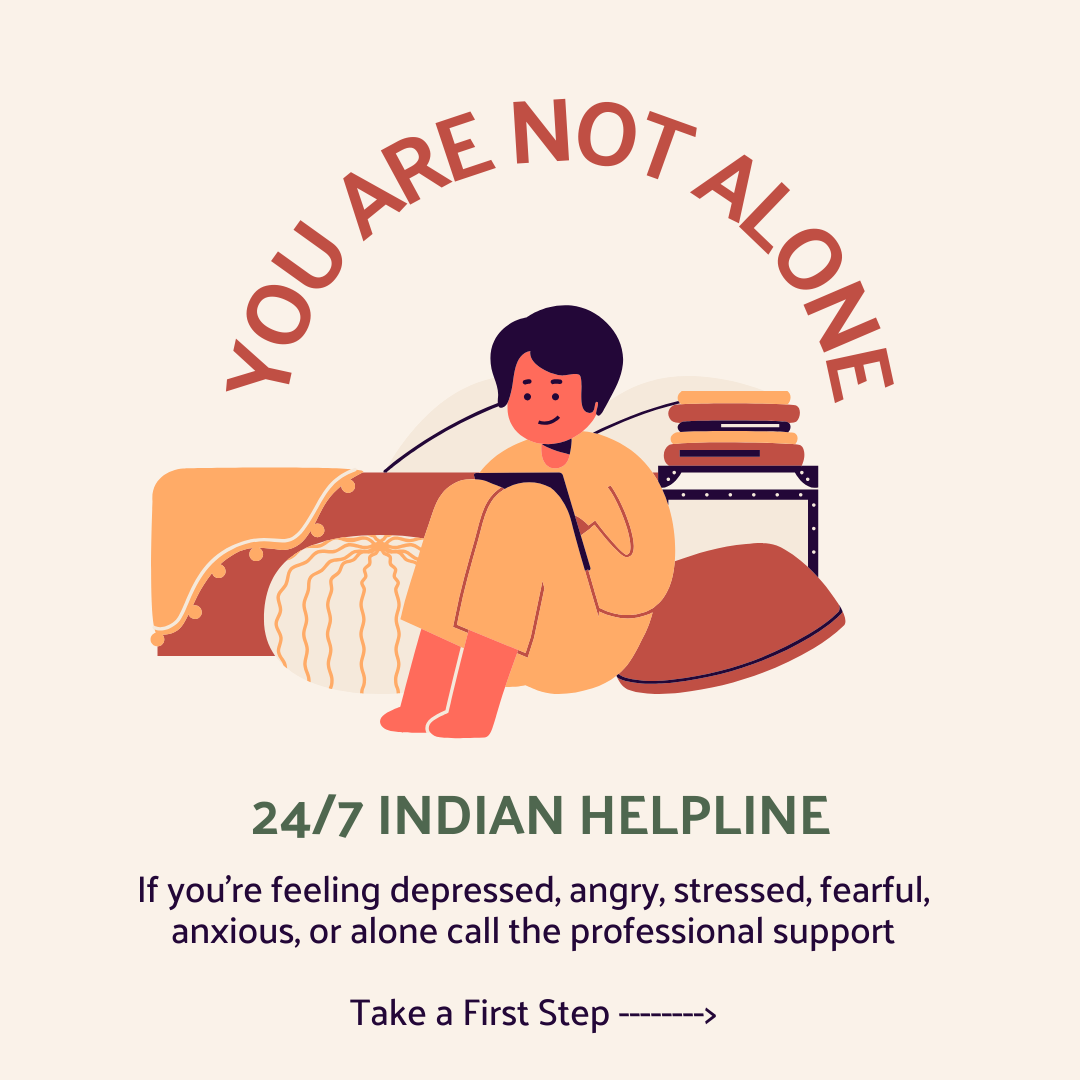 YOU ARE NOT ALONE
24/7 INDIAN HELPLINE
If you’re feeling depressed, angry, stressed, fearful,
anxious, or alone call the professional support
Take a First Step -------->